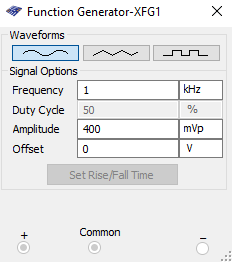 Function Generator-XFG1
Waveforms
Signal Options
Frequency 1 kHz
Duty Cycle 50 %
Amplitude 400 mVp
Offset 0 V
Set Rise/Fall Time
+ Common −